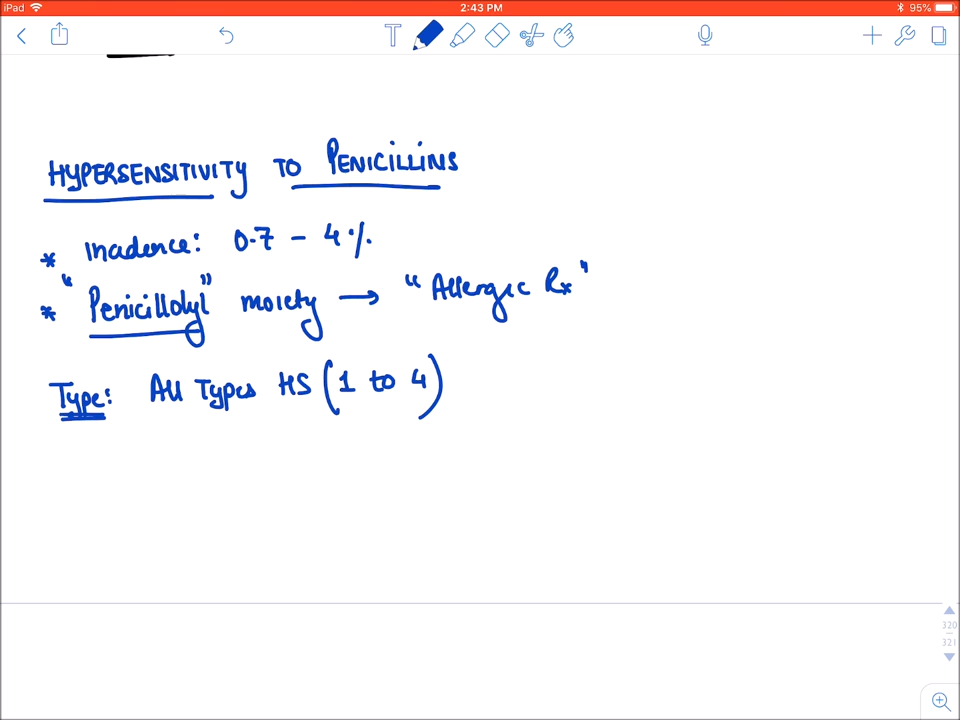 iPad 2:43 PM 95%
T
HYPERSENSITIVITY TO PENICILLINS
* Incidence: 0.7 - 4%
* "Penicilloyl" moiety → "Allergic Rx"
Type: All Types HS (1 to 4)
320
321